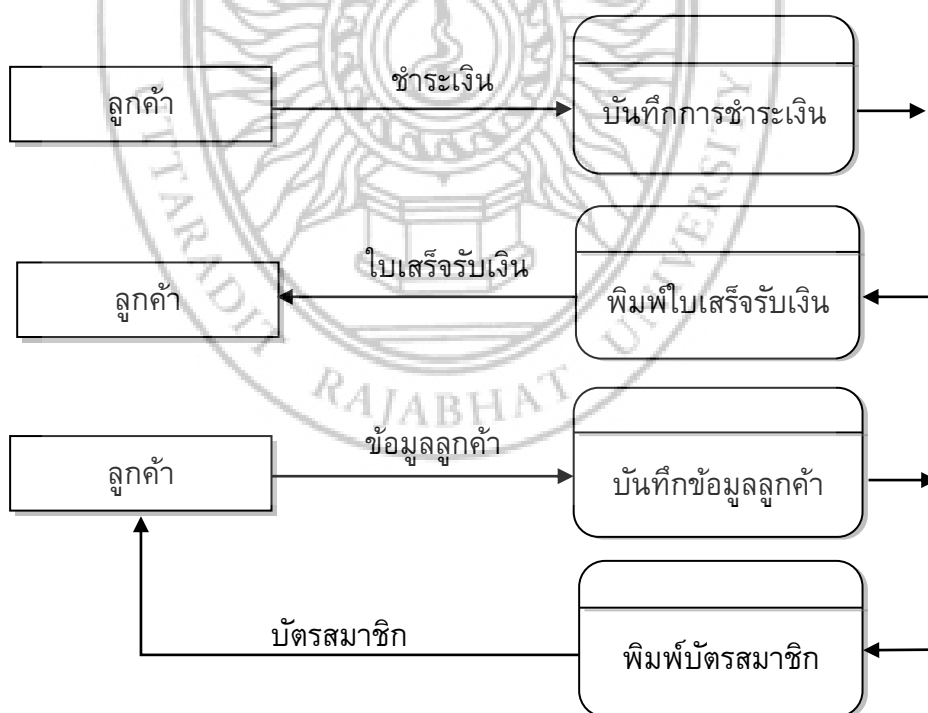 ลูกค้า
ชำระเงิน
บันทึกการชำระเงิน
ลูกค้า
ใบเสร็จรับเงิน
พิมพ์ใบเสร็จรับเงิน
ลูกค้า
ข้อมูลลูกค้า
บันทึกข้อมูลลูกค้า
บัตรสมาชิก
พิมพ์บัตรสมาชิก
UTTARADIT RAJABHAT UNIVERSITY